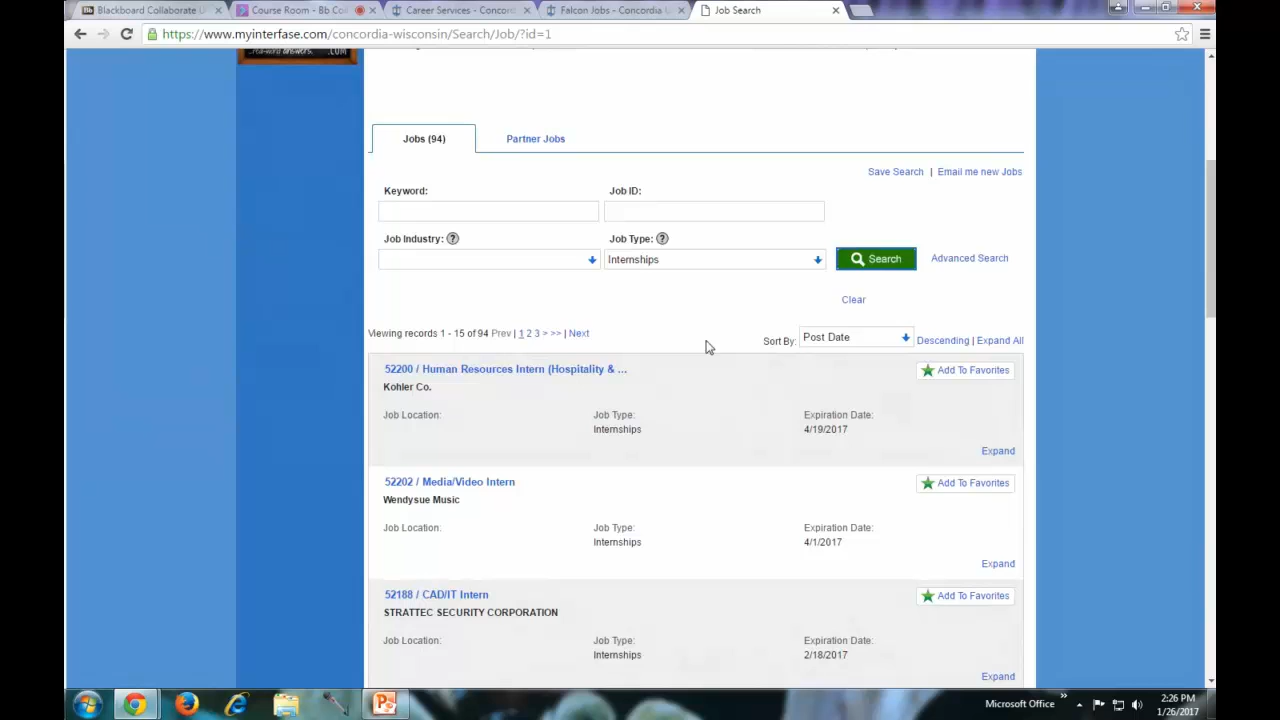 Blackboard Collaborate
Course Room - Bb Co
Career Services - Concord
Falcon Jobs - Concordia U
Job Search
https://www.myinterfase.com/concordia-wisconsin/Search/Job/?id=1
.COM
Jobs (94)
Partner Jobs
Save Search | Email me new Jobs
Keyword:
Job ID:
Job Industry: ?
Job Type: ?
Internships
Search
Advanced Search
Clear
Viewing records 1 - 15 of 94 Prev | 1 2 3 > >> | Next
Sort By:
Post Date
Descending | Expand All
52200 / Human Resources Intern (Hospitality & ...
Add To Favorites
Kohler Co.
Job Location:
Job Type:
Expiration Date:
Internships
4/19/2017
Expand
52202 / Media/Video Intern
Add To Favorites
Wendysue Music
Job Location:
Job Type:
Expiration Date:
Internships
4/1/2017
Expand
52188 / CAD/IT Intern
Add To Favorites
STRATTEC SECURITY CORPORATION
Job Location:
Job Type:
Expiration Date:
Internships
2/18/2017
Expand
Microsoft Office
2:26 PM
1/26/2017